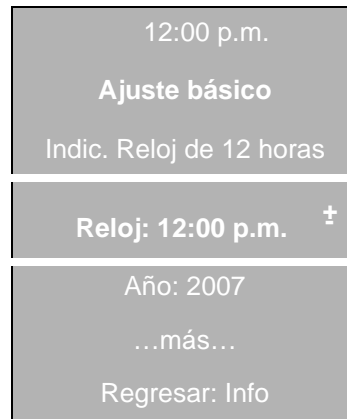 12:00 p.m.
Ajuste básico
Indic. Reloj de 12 horas
Reloj: 12:00 p.m. ±
Año: 2007
…más…
Regresar: Info